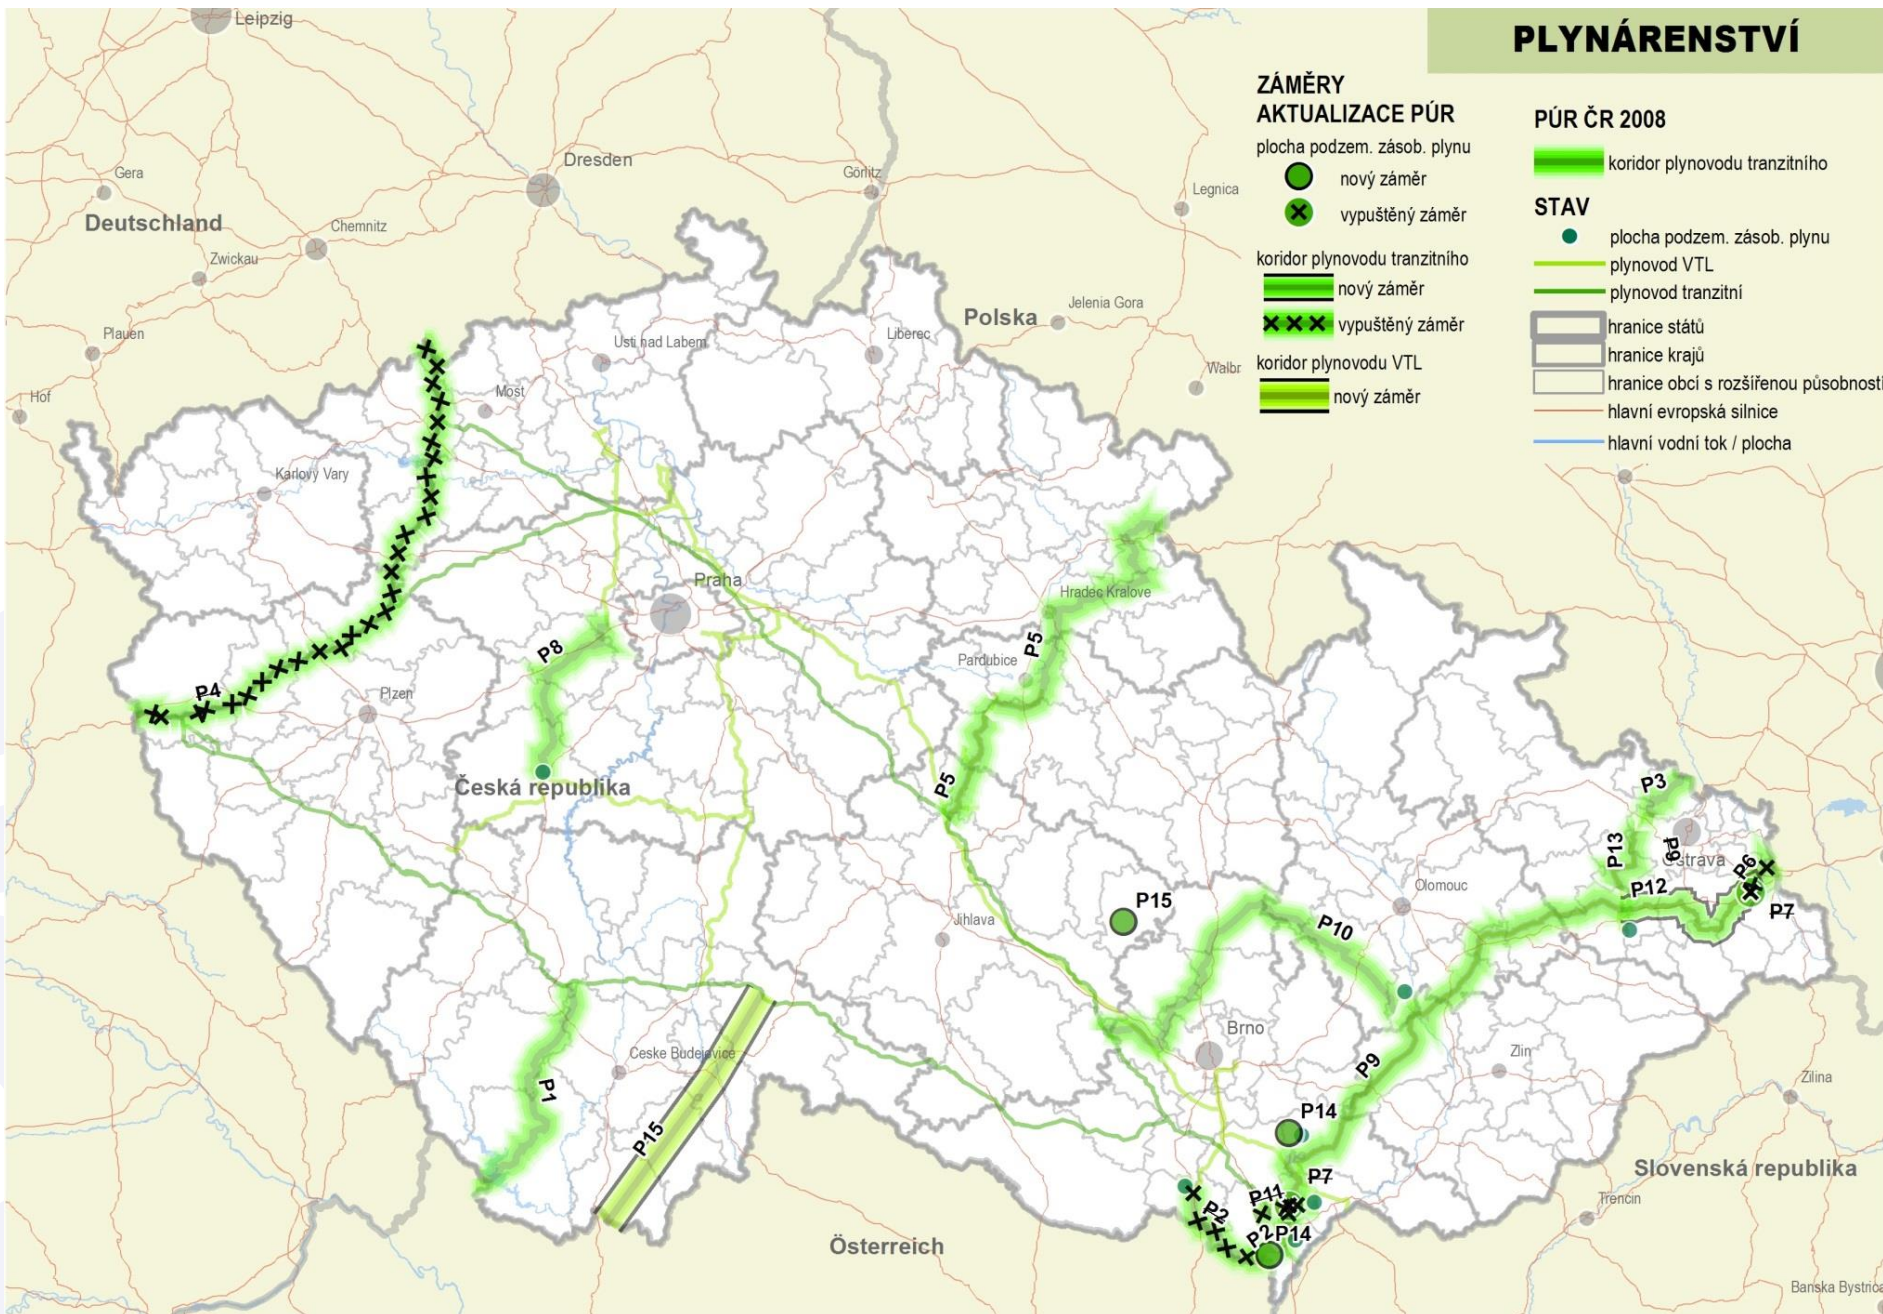 PLYNÁRENSTVÍ
ZÁMĚRY
AKTUALIZACE PÚR
plocha podzem. zásob. plynu
nový záměr
vypuštěný záměr
koridor plynovodu tranzitního
nový záměr
vypuštěný záměr
koridor plynovodu VTL
nový záměr
PÚR ČR 2008
koridor plynovodu tranzitního
STAV
plocha podzem. zásob. plynu
plynovod VTL
plynovod tranzitní
hranice států
hranice krajů
hranice obcí s rozšířenou působností
hlavní evropská silnice
hlavní vodní tok / plocha
Leipzig
Dresden
Görlitz
Legnica
Gera
Deutschland
Chemnitz
Zwickau
Jelenia Gora
Polska
Plauen
Usti nad Labem
Liberec
Walbr
Hof
Most
Karlovy Vary
Praha
Hradec Kralove
P8
P5
Pardubice
P4
Plzen
P5
Česká republika
P3
P13
P9
Ostrava
P6
P12
Olomouc
P7
P15
P10
Jihlava
Brno
Ceske Budejovice
Zlin
P9
Zilina
P1
P14
P15
Slovenská republika
P7
P11
Trencin
P2
P2
P14
Österreich
Banska Bystrica